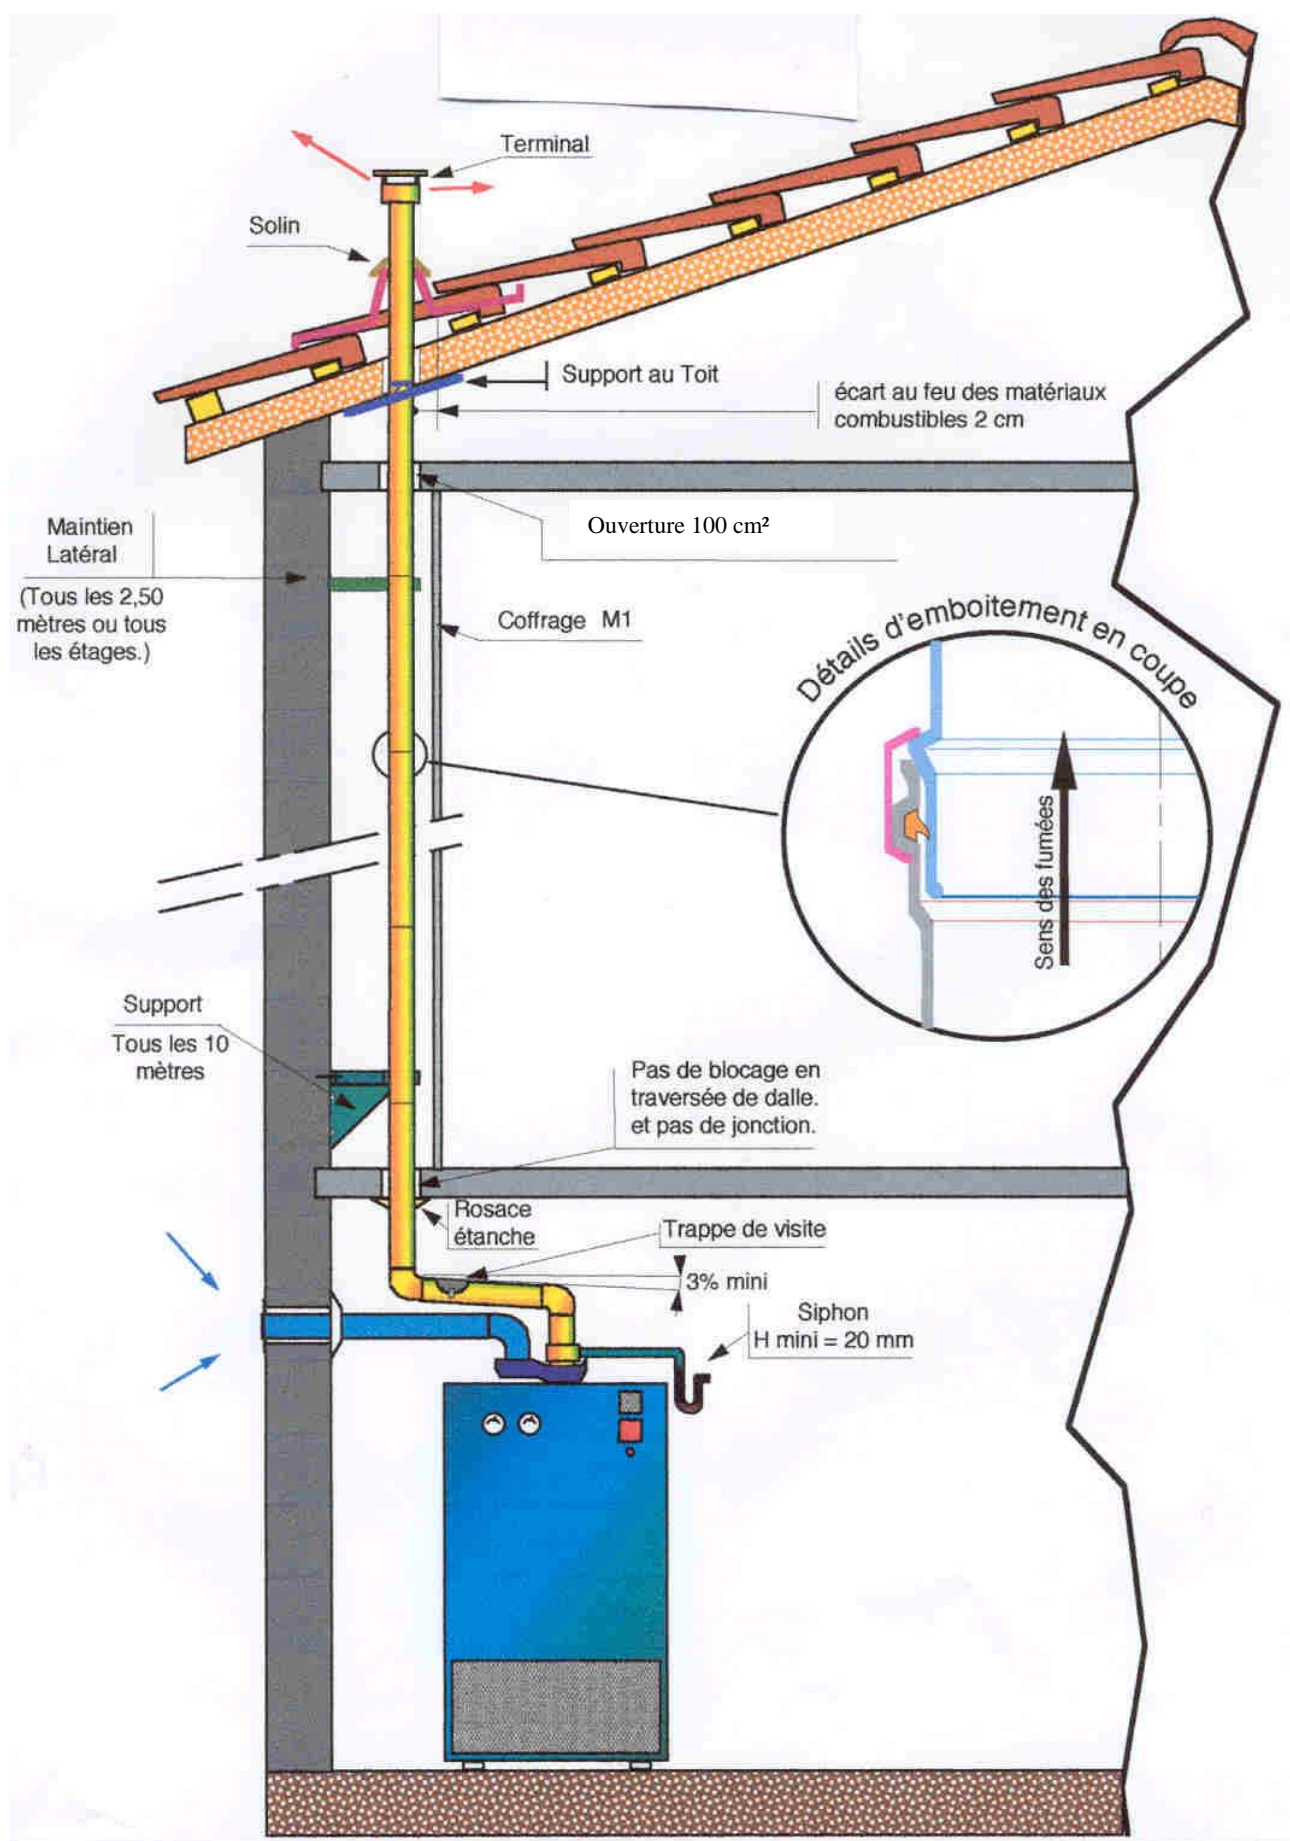 Terminal
Solin
Support au Toit
écart au feu des matériaux
combustibles 2 cm
Ouverture 100 cm²
Maintien
Latéral
(Tous les 2,50
mètres ou tous
les étages.)
Coffrage M1
Détails d'emboitement en coupe
Sens des fumées
Support
Tous les 10
mètres
Pas de blocage en
traversée de dalle.
et pas de jonction.
Rosace
étanche
Trappe de visite
3% mini
Siphon
H mini = 20 mm